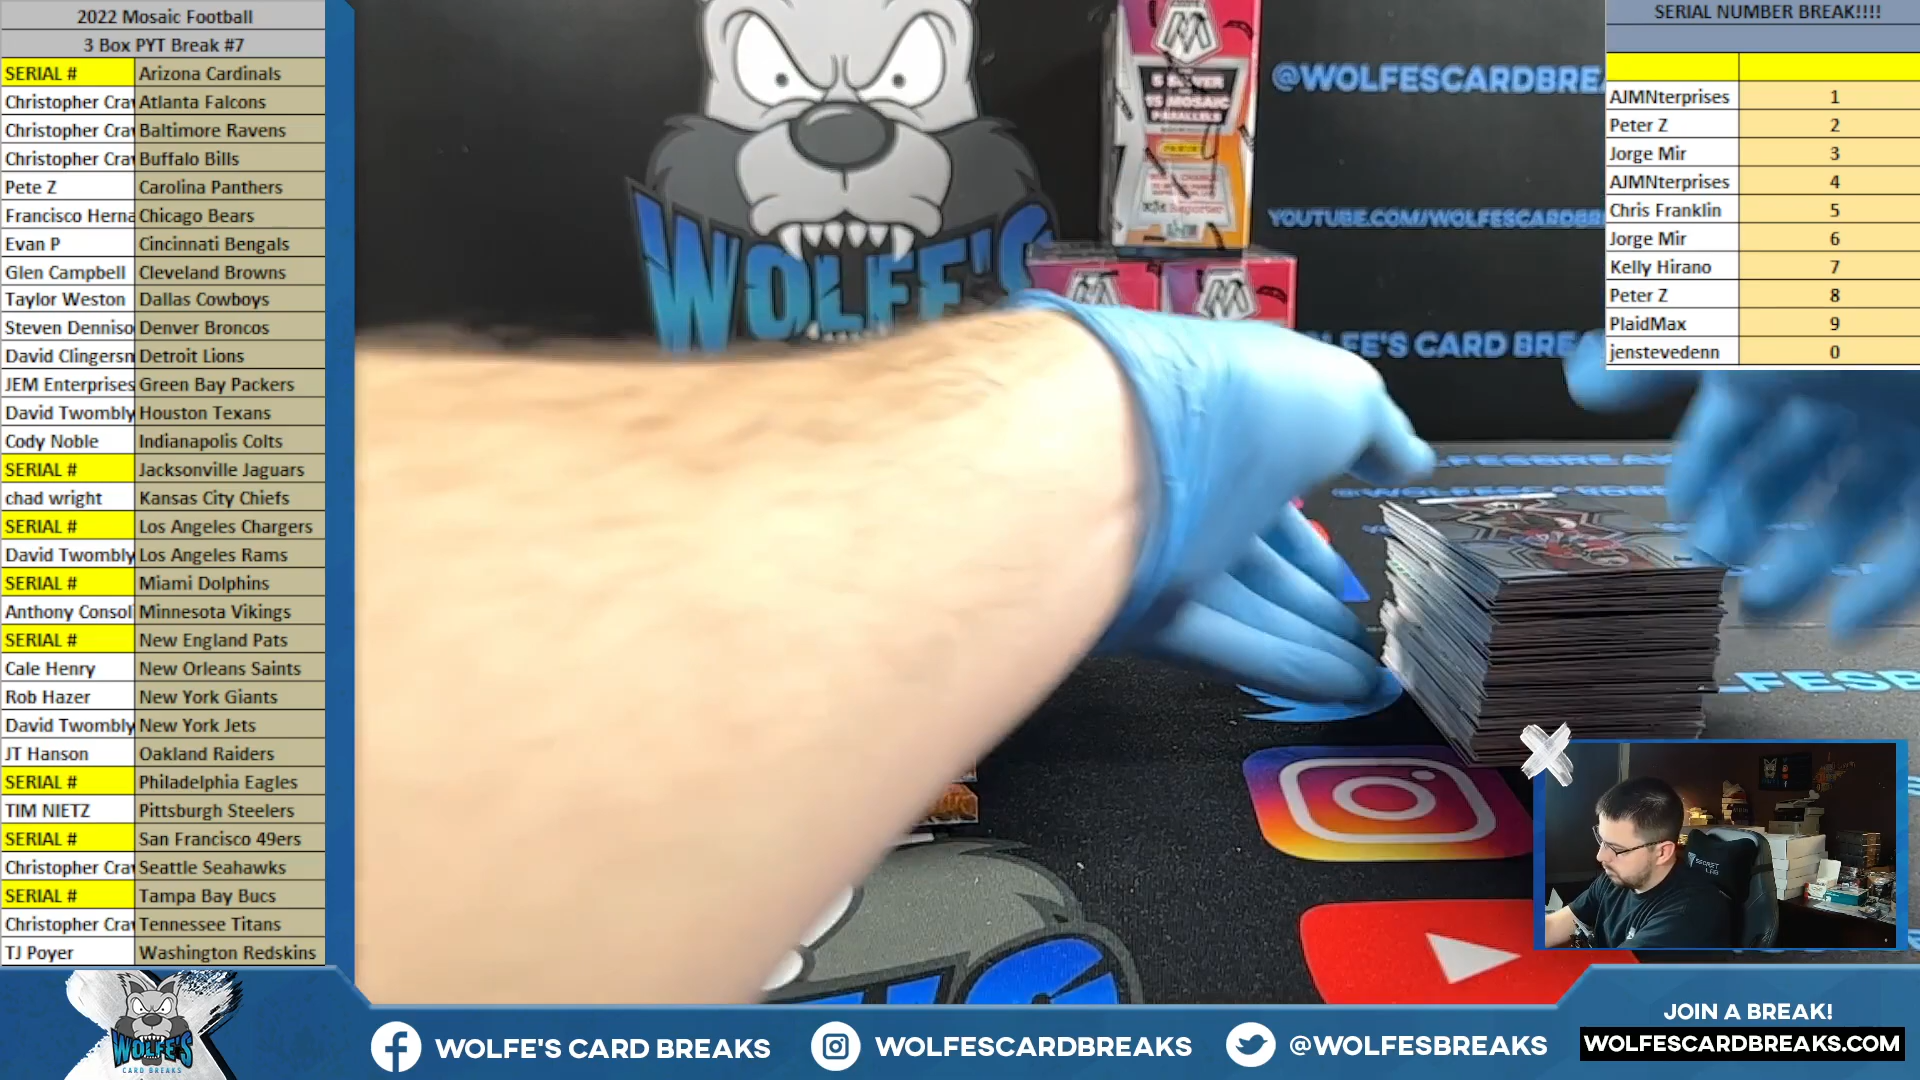 2022 Mosaic Football
3 Box PYT Break #7
SERIAL # Arizona Cardinals
Christopher Cra Atlanta Falcons
Christopher Cra Baltimore Ravens
Christopher Cra Buffalo Bills
Pete Z Carolina Panthers
Francisco Herna Chicago Bears
Evan P Cincinnati Bengals
Glen Campbell Cleveland Browns
Taylor Weston Dallas Cowboys
Steven Denniso Denver Broncos
David Clingersn Detroit Lions
JEM Enterprises Green Bay Packers
David Twombly Houston Texans
Cody Noble Indianapolis Colts
SERIAL # Jacksonville Jaguars
chad wright Kansas City Chiefs
SERIAL # Los Angeles Chargers
David Twombly Los Angeles Rams
SERIAL # Miami Dolphins
Anthony Consol Minnesota Vikings
SERIAL # New England Pats
Cale Henry New Orleans Saints
Rob Hazer New York Giants
David Twombly New York Jets
JT Hanson Oakland Raiders
SERIAL # Philadelphia Eagles
TIM NIETZ Pittsburgh Steelers
SERIAL # San Francisco 49ers
Christopher Cra Seattle Seahawks
SERIAL # Tampa Bay Bucs
Christopher Cra Tennessee Titans
TJ Poyer Washington Redskins
WOLFE'S
@WOLFESCARDBREA
YOUTUBE.COM/WOLFESCARDBR
FE'S CARD BRE
MOSAIC
PARALLELS
SERIAL NUMBER BREAK!!!!
AJMNterprises 1
Peter Z 2
Jorge Mir 3
AJMNterprises 4
Chris Franklin 5
Jorge Mir 6
Kelly Hirano 7
Peter Z 8
PlaidMax 9
jenstevedenn 0
LFESB
WOLFE'S
CARD BREAKS
WOLFE'S CARD BREAKS
WOLFESCARDBREAKS
@WOLFESBREAKS
JOIN A BREAK!
WOLFESCARDBREAKS.COM